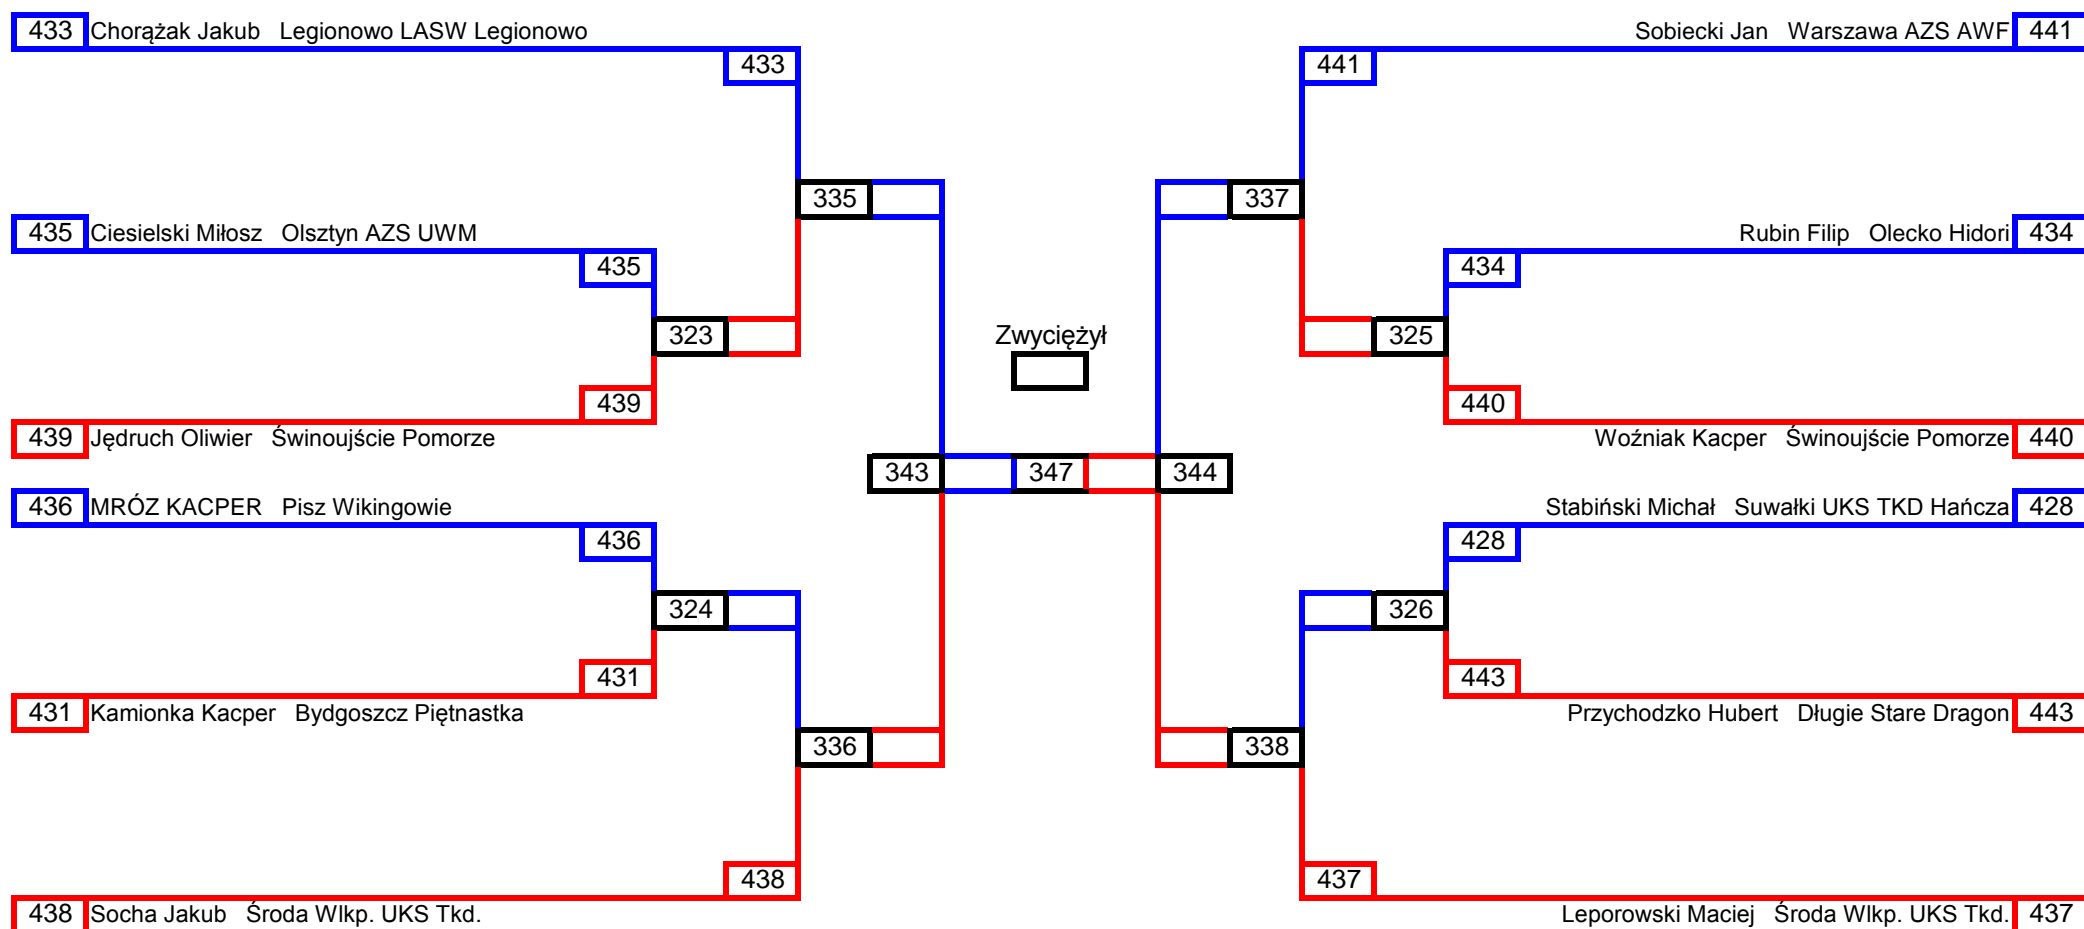 433 Chorążak Jakub Legionowo LASW Legionowo
Sobiecki Jan Warszawa AZS AWF 441
433
441
335
337
435 Ciesielski Miłosz Olsztyn AZS UWM
Rubin Filip Olecko Hidori 434
435
434
323
Zwyciężył
325
439
440
439 Jędruch Oliwier Świnoujście Pomorze
Woźniak Kacper Świnoujście Pomorze 440
343
347
344
436 MRÓZ KACPER Pisz Wikingowie
Stabiński Michał Suwałki UKS TKD Hańcza 428
436
428
324
326
431
443
431 Kamionka Kacper Bydgoszcz Piętnastka
Przychodzko Hubert Długie Stare Dragon 443
336
338
438
437
438 Socha Jakub Środa Wlkp. UKS Tkd.
Leporowski Maciej Środa Wlkp. UKS Tkd. 437